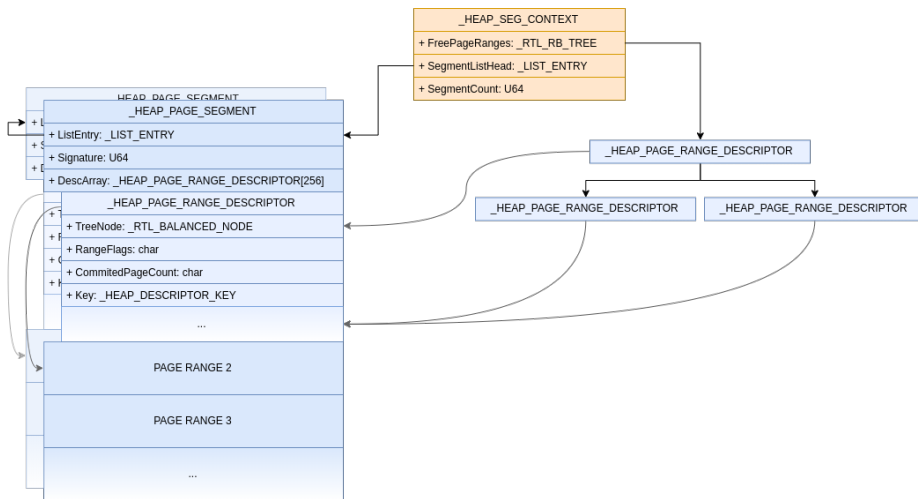 _HEAP_SEG_CONTEXT
+ FreePageRanges: _RTL_RB_TREE
+ SegmentListHead: _LIST_ENTRY
+ SegmentCount: U64
HEAP_PAGE_SEGMENT
_HEAP_PAGE_SEGMENT
+ ListEntry: _LIST_ENTRY
+ Signature: U64
+ DescArray: _HEAP_PAGE_RANGE_DESCRIPTOR[256]
_HEAP_PAGE_RANGE_DESCRIPTOR
+ TreeNode: _RTL_BALANCED_NODE
+ RangeFlags: char
+ CommitedPageCount: char
+ Key: _HEAP_DESCRIPTOR_KEY
...
PAGE RANGE 2
PAGE RANGE 3
...
_HEAP_PAGE_RANGE_DESCRIPTOR
_HEAP_PAGE_RANGE_DESCRIPTOR
_HEAP_PAGE_RANGE_DESCRIPTOR